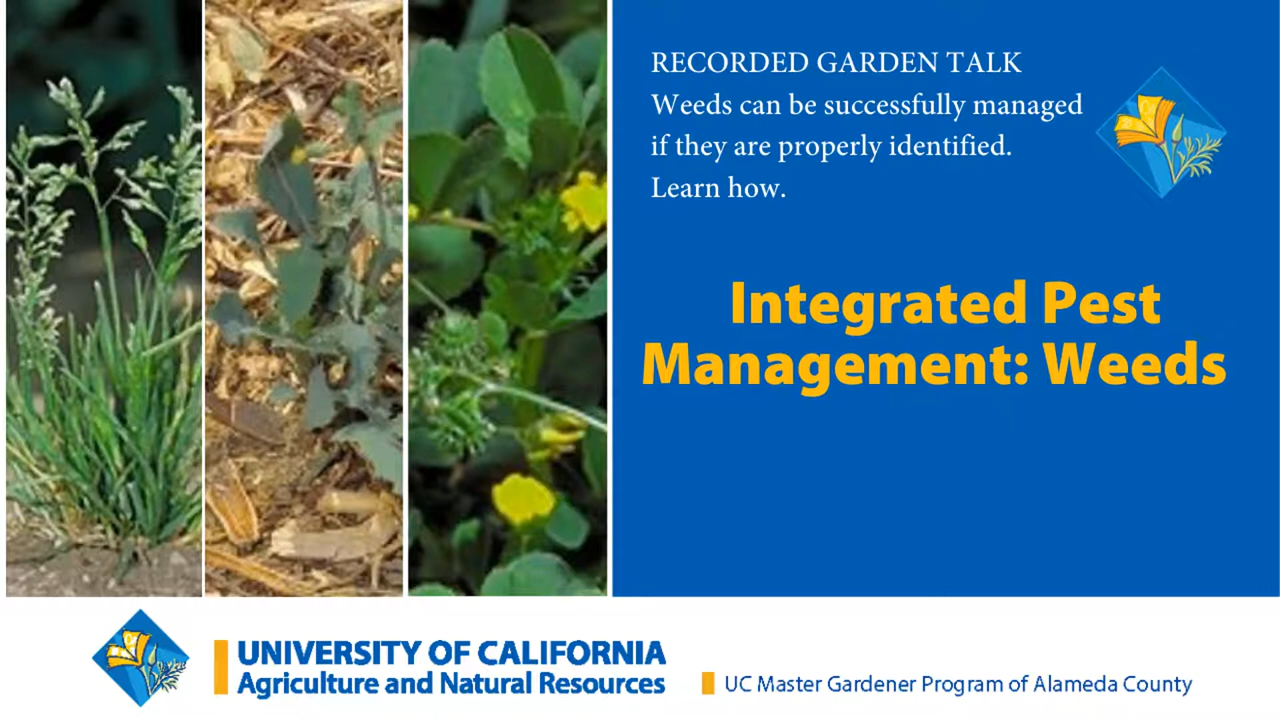 RECORDED GARDEN TALK
Weeds can be successfully managed
if they are properly identified.
Learn how.
Integrated Pest
Management: Weeds
UNIVERSITY OF CALIFORNIA
Agriculture and Natural Resources
UC Master Gardener Program of Alameda County